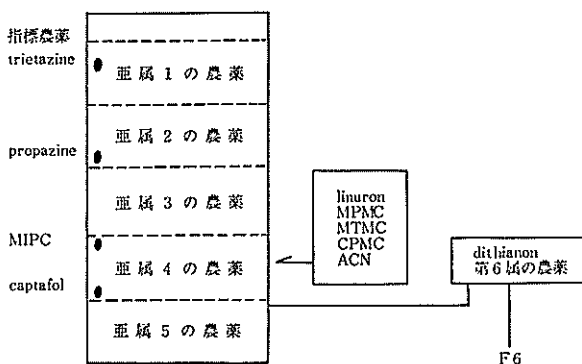 指標農薬
trietazine
亜属1の農薬
亜属2の農薬
propazine
亜属3の農薬
MIPC
亜属4の農薬
captafol
亜属5の農薬
linuron
MPMC
MTMC
CPMC
ACN
dithianon
第6属の農薬
F6